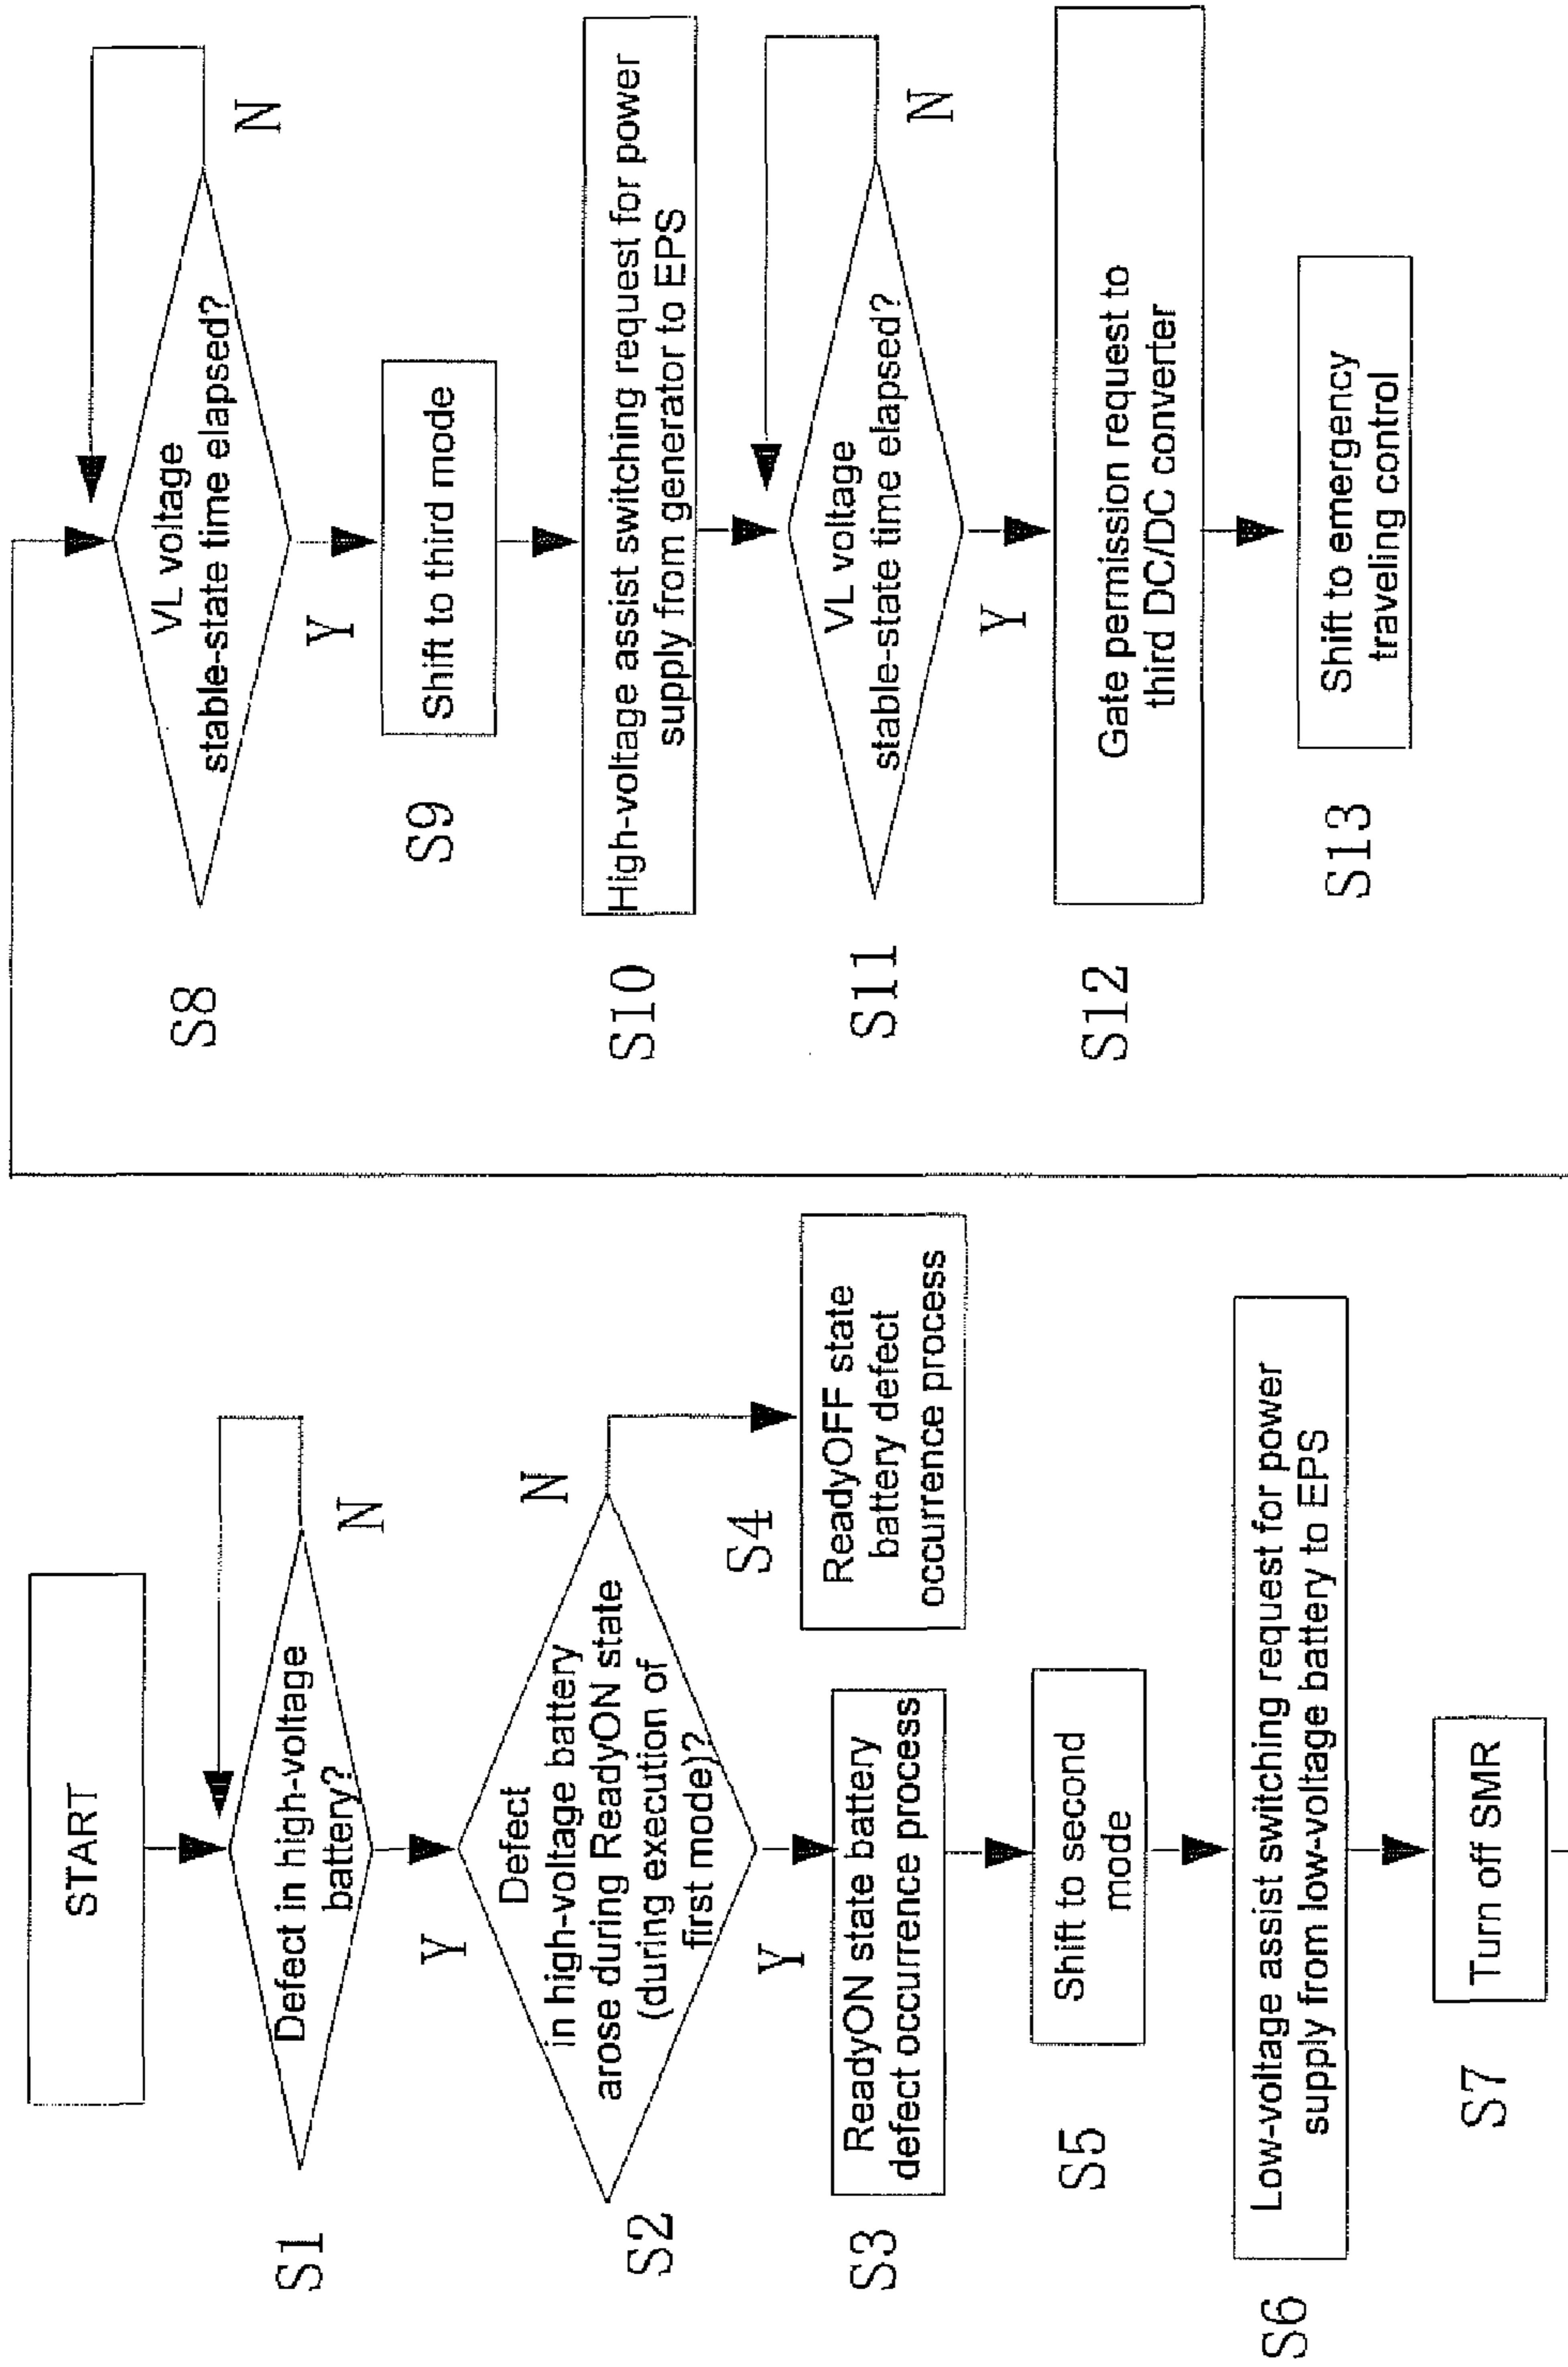 START
S1
Defect in high-voltage
battery?
N
Y
S2
Defect
in high-voltage battery
arose during ReadyON state
(during execution of
first mode)?
N
Y
S3
ReadyON state battery
defect occurrence process
S4
ReadyOFF state
battery defect
occurrence process
S5
Shift to second
mode
S6
Low-voltage assist switching request for power
supply from low-voltage battery to EPS
S7
Turn off SMR
S8
VL voltage
stable-state time elapsed?
N
Y
S9
Shift to third mode
S10
High-voltage assist switching request for power
supply from generator to EPS
S11
VL voltage
stable-state time elapsed?
N
Y
S12
Gate permission request to
third DC/DC converter
S13
Shift to emergency
traveling control